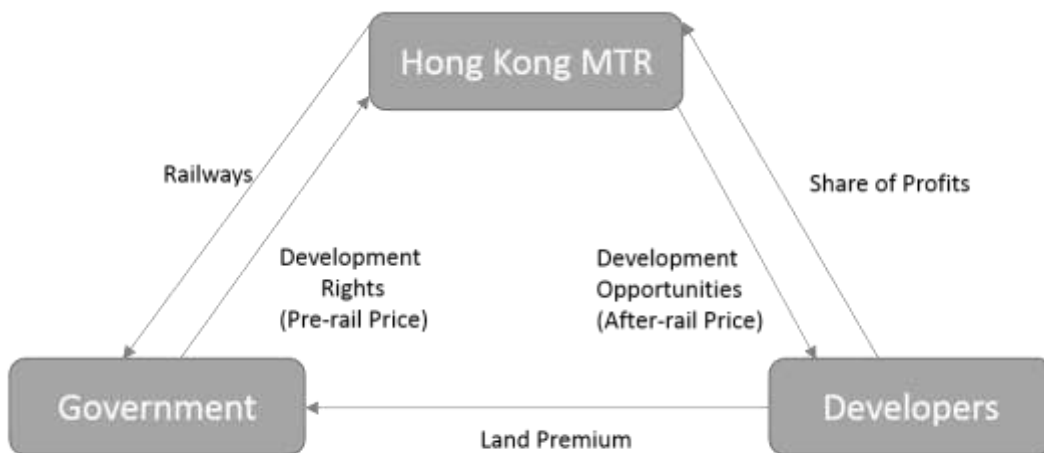 Hong Kong MTR
Railways
Share of Profits
Development
Rights
(Pre-rail Price)
Development
Opportunities
(After-rail Price)
Government
Developers
Land Premium